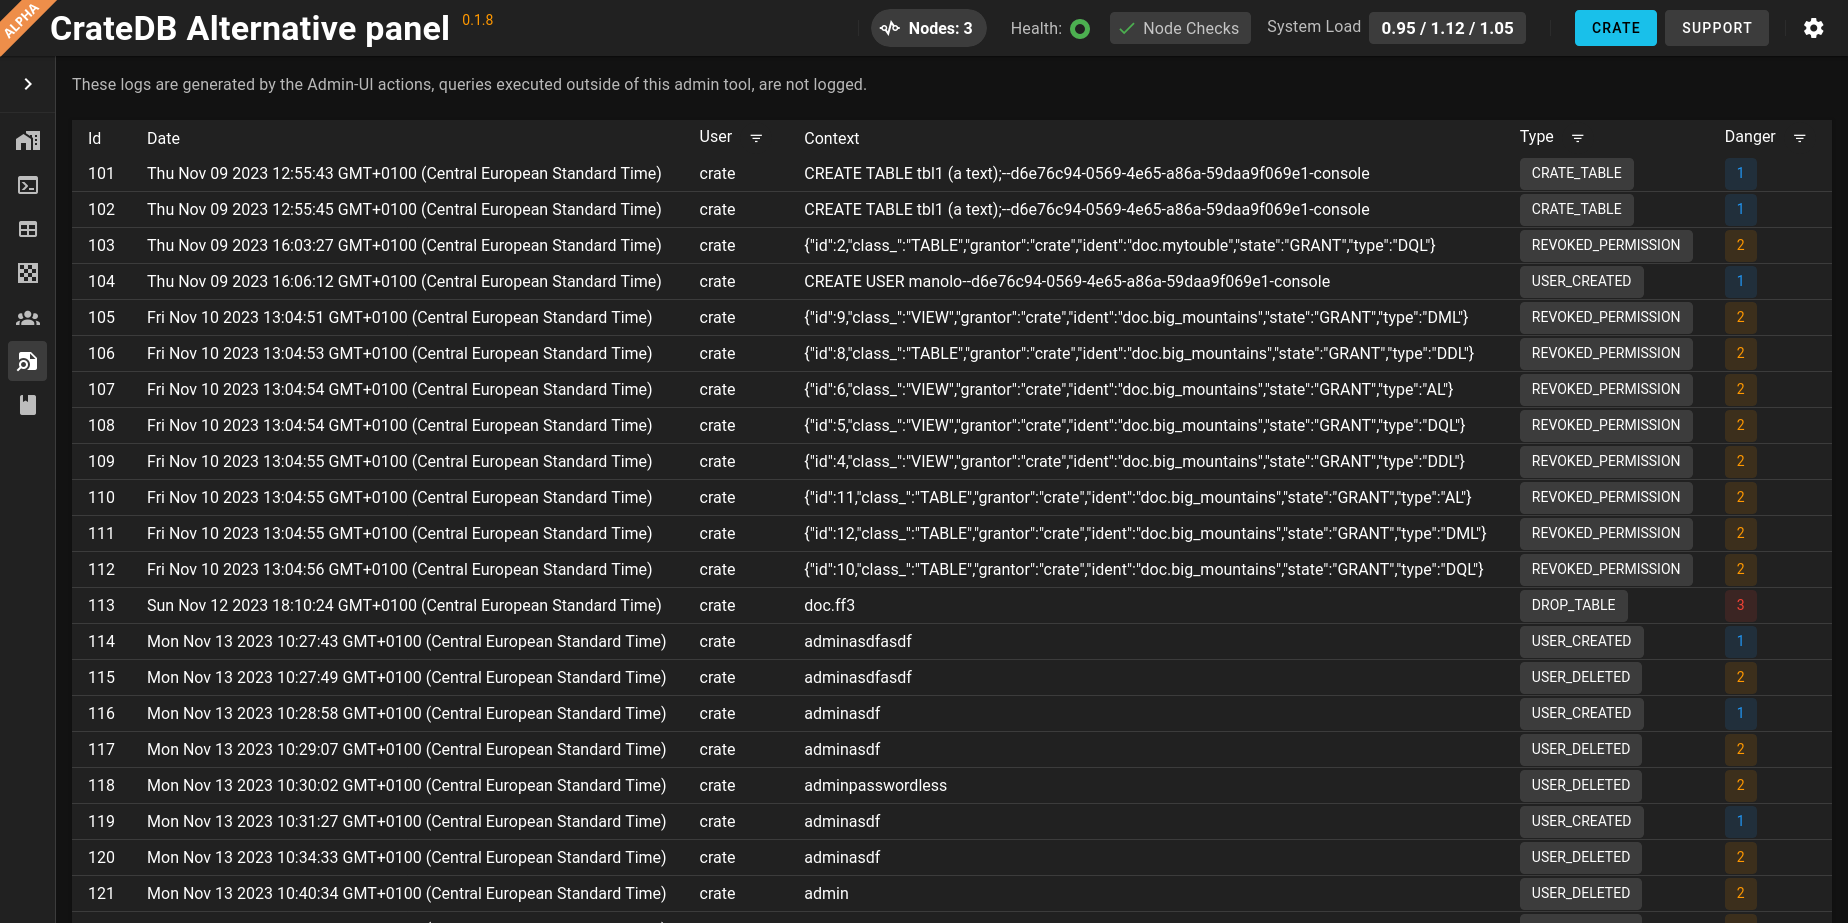 ALPHA
CrateDB Alternative panel 0.1.8 Nodes: 3 Health: Node Checks System Load 0.95 / 1.12 / 1.05 CRATE SUPPORT
These logs are generated by the Admin-UI actions, queries executed outside of this admin tool, are not logged.
Id Date User Context Type Danger
101 Thu Nov 09 2023 12:55:43 GMT+0100 (Central European Standard Time) crate CREATE TABLE tbl1 (a text);--d6e76c94-0569-4e65-a86a-59daa9f069e1-console CRATE_TABLE 1
102 Thu Nov 09 2023 12:55:45 GMT+0100 (Central European Standard Time) crate CREATE TABLE tbl1 (a text);--d6e76c94-0569-4e65-a86a-59daa9f069e1-console CRATE_TABLE 1
103 Thu Nov 09 2023 16:03:27 GMT+0100 (Central European Standard Time) crate {"id":2,"class_":"TABLE","grantor":"crate","ident":"doc.mytouble","state":"GRANT","type":"DQL"} REVOKED_PERMISSION 2
104 Thu Nov 09 2023 16:06:12 GMT+0100 (Central European Standard Time) crate CREATE USER manolo--d6e76c94-0569-4e65-a86a-59daa9f069e1-console USER_CREATED 1
105 Fri Nov 10 2023 13:04:51 GMT+0100 (Central European Standard Time) crate {"id":9,"class_":"VIEW","grantor":"crate","ident":"doc.big_mountains","state":"GRANT","type":"DML"} REVOKED_PERMISSION 2
106 Fri Nov 10 2023 13:04:53 GMT+0100 (Central European Standard Time) crate {"id":8,"class_":"TABLE","grantor":"crate","ident":"doc.big_mountains","state":"GRANT","type":"DDL"} REVOKED_PERMISSION 2
107 Fri Nov 10 2023 13:04:54 GMT+0100 (Central European Standard Time) crate {"id":6,"class_":"VIEW","grantor":"crate","ident":"doc.big_mountains","state":"GRANT","type":"AL"} REVOKED_PERMISSION 2
108 Fri Nov 10 2023 13:04:54 GMT+0100 (Central European Standard Time) crate {"id":5,"class_":"VIEW","grantor":"crate","ident":"doc.big_mountains","state":"GRANT","type":"DQL"} REVOKED_PERMISSION 2
109 Fri Nov 10 2023 13:04:55 GMT+0100 (Central European Standard Time) crate {"id":4,"class_":"VIEW","grantor":"crate","ident":"doc.big_mountains","state":"GRANT","type":"DDL"} REVOKED_PERMISSION 2
110 Fri Nov 10 2023 13:04:55 GMT+0100 (Central European Standard Time) crate {"id":11,"class_":"TABLE","grantor":"crate","ident":"doc.big_mountains","state":"GRANT","type":"AL"} REVOKED_PERMISSION 2
111 Fri Nov 10 2023 13:04:55 GMT+0100 (Central European Standard Time) crate {"id":12,"class_":"TABLE","grantor":"crate","ident":"doc.big_mountains","state":"GRANT","type":"DML"} REVOKED_PERMISSION 2
112 Fri Nov 10 2023 13:04:56 GMT+0100 (Central European Standard Time) crate {"id":10,"class_":"TABLE","grantor":"crate","ident":"doc.big_mountains","state":"GRANT","type":"DQL"} REVOKED_PERMISSION 2
113 Sun Nov 12 2023 18:10:24 GMT+0100 (Central European Standard Time) crate doc.ff3 DROP_TABLE 3
114 Mon Nov 13 2023 10:27:43 GMT+0100 (Central European Standard Time) crate adminasdfasdf USER_CREATED 1
115 Mon Nov 13 2023 10:27:49 GMT+0100 (Central European Standard Time) crate adminasdfasdf USER_DELETED 2
116 Mon Nov 13 2023 10:28:58 GMT+0100 (Central European Standard Time) crate adminasdf USER_CREATED 1
117 Mon Nov 13 2023 10:29:07 GMT+0100 (Central European Standard Time) crate adminasdf USER_DELETED 2
118 Mon Nov 13 2023 10:30:02 GMT+0100 (Central European Standard Time) crate adminpasswordless USER_DELETED 2
119 Mon Nov 13 2023 10:31:27 GMT+0100 (Central European Standard Time) crate adminasdf USER_CREATED 1
120 Mon Nov 13 2023 10:34:33 GMT+0100 (Central European Standard Time) crate adminasdf USER_DELETED 2
121 Mon Nov 13 2023 10:40:34 GMT+0100 (Central European Standard Time) crate admin USER_DELETED 2